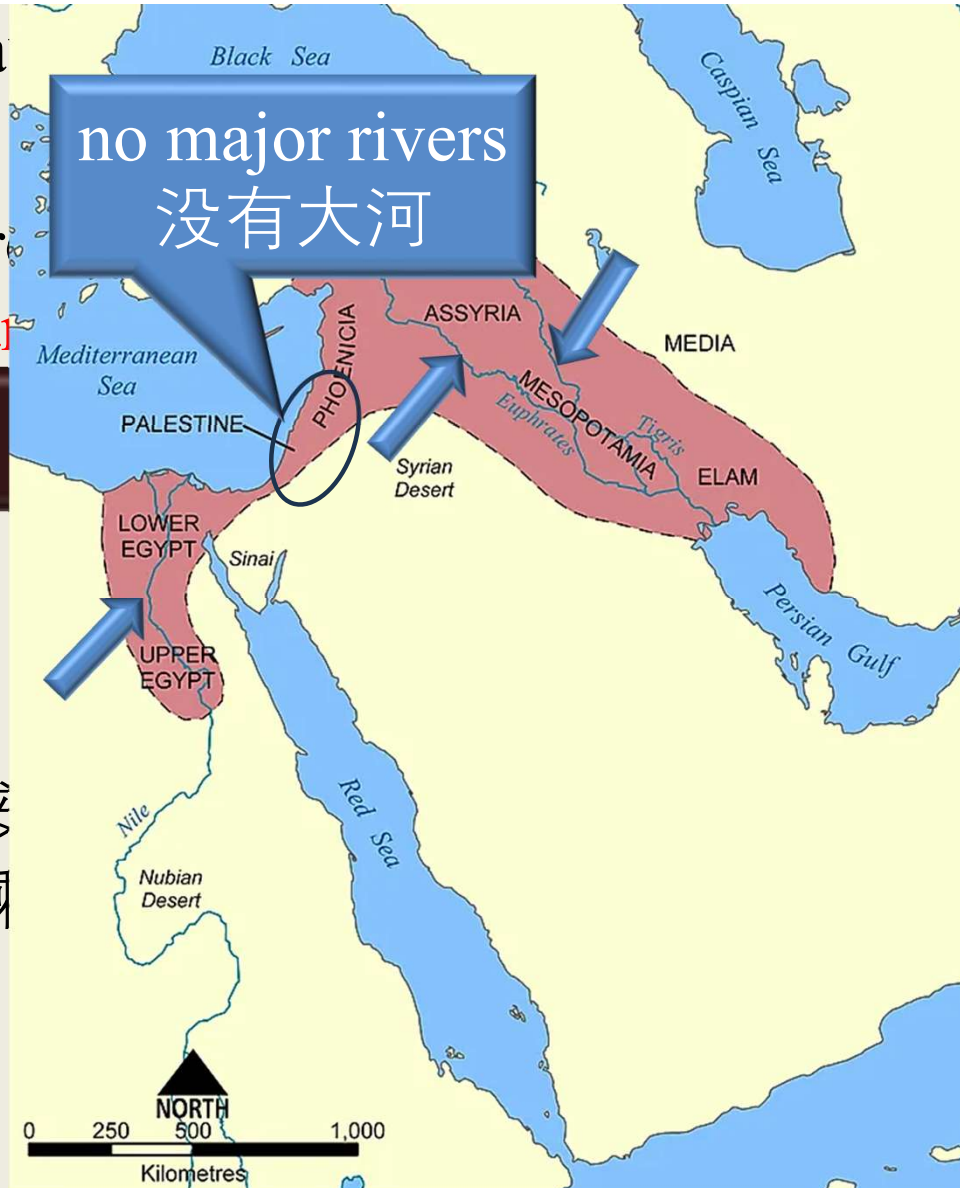 Black Sea
Caspian
Sea
no major rivers
没有大河
ASSYRIA
MEDIA
PHOENICIA
Mediterranean
Sea
MESOPOTAMIA
Euphrates
Tigris
PALESTINE
Syrian
Desert
ELAM
LOWER
EGYPT
Sinai
Persian Gulf
UPPER
EGYPT
Red Sea
Nile
Nubian
Desert
NORTH
0 250 500 1,000
Kilometres